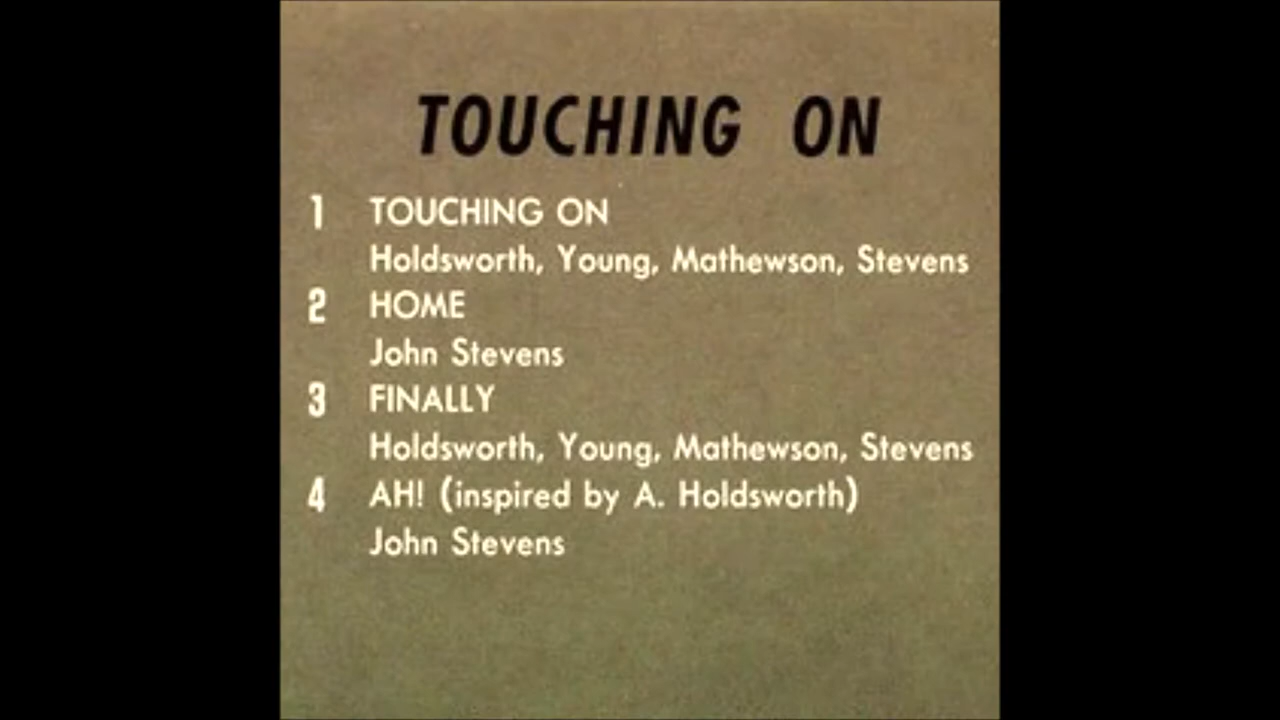 TOUCHING ON
1 TOUCHING ON
Holdsworth, Young, Mathewson, Stevens
2 HOME
John Stevens
3 FINALLY
Holdsworth, Young, Mathewson, Stevens
4 AH! (inspired by A. Holdsworth)
John Stevens